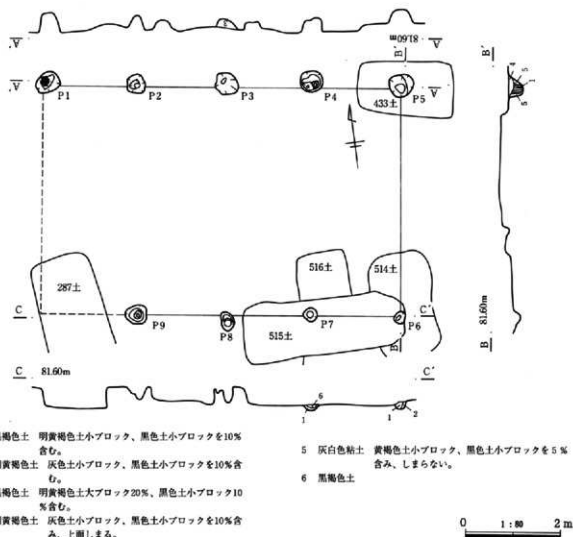 81.60m
A
A'
B'
A
A'
P1
P2
P3
P4
P5
433土
4
5
1
5
287土
516土
514土
C
C'
P9
P8
P7
P6
515土
B
B
81.60m
C 81.60m
C'
6
1
1
2
褐色土 明黄褐色土小ブロック、黒色土小ブロックを10%
含む。
明黄褐色土 灰色土小ブロック、黒色土小ブロックを10%含
む。
褐色土 明黄褐色土大ブロック20%、黒色土小ブロック10
%含む。
明黄褐色土 灰色土小ブロック、黒色土小ブロックを10%含
み、上面しまる。
5 灰白色粘土 黄褐色土小ブロック、黒色土小ブロックを5%
含み、しまらない。
6 黒褐色土
0 1:80 2m